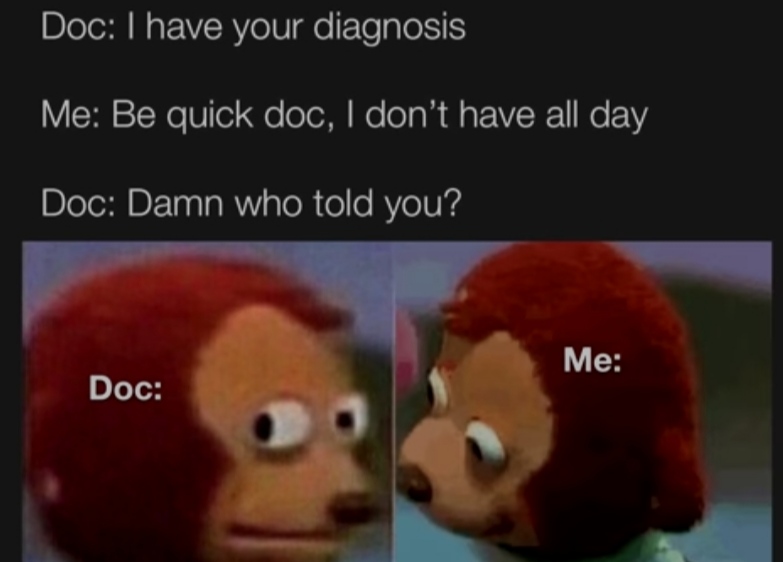 Doc: I have your diagnosis
Me: Be quick doc, I don’t have all day
Doc: Damn who told you?
Doc:
Me: